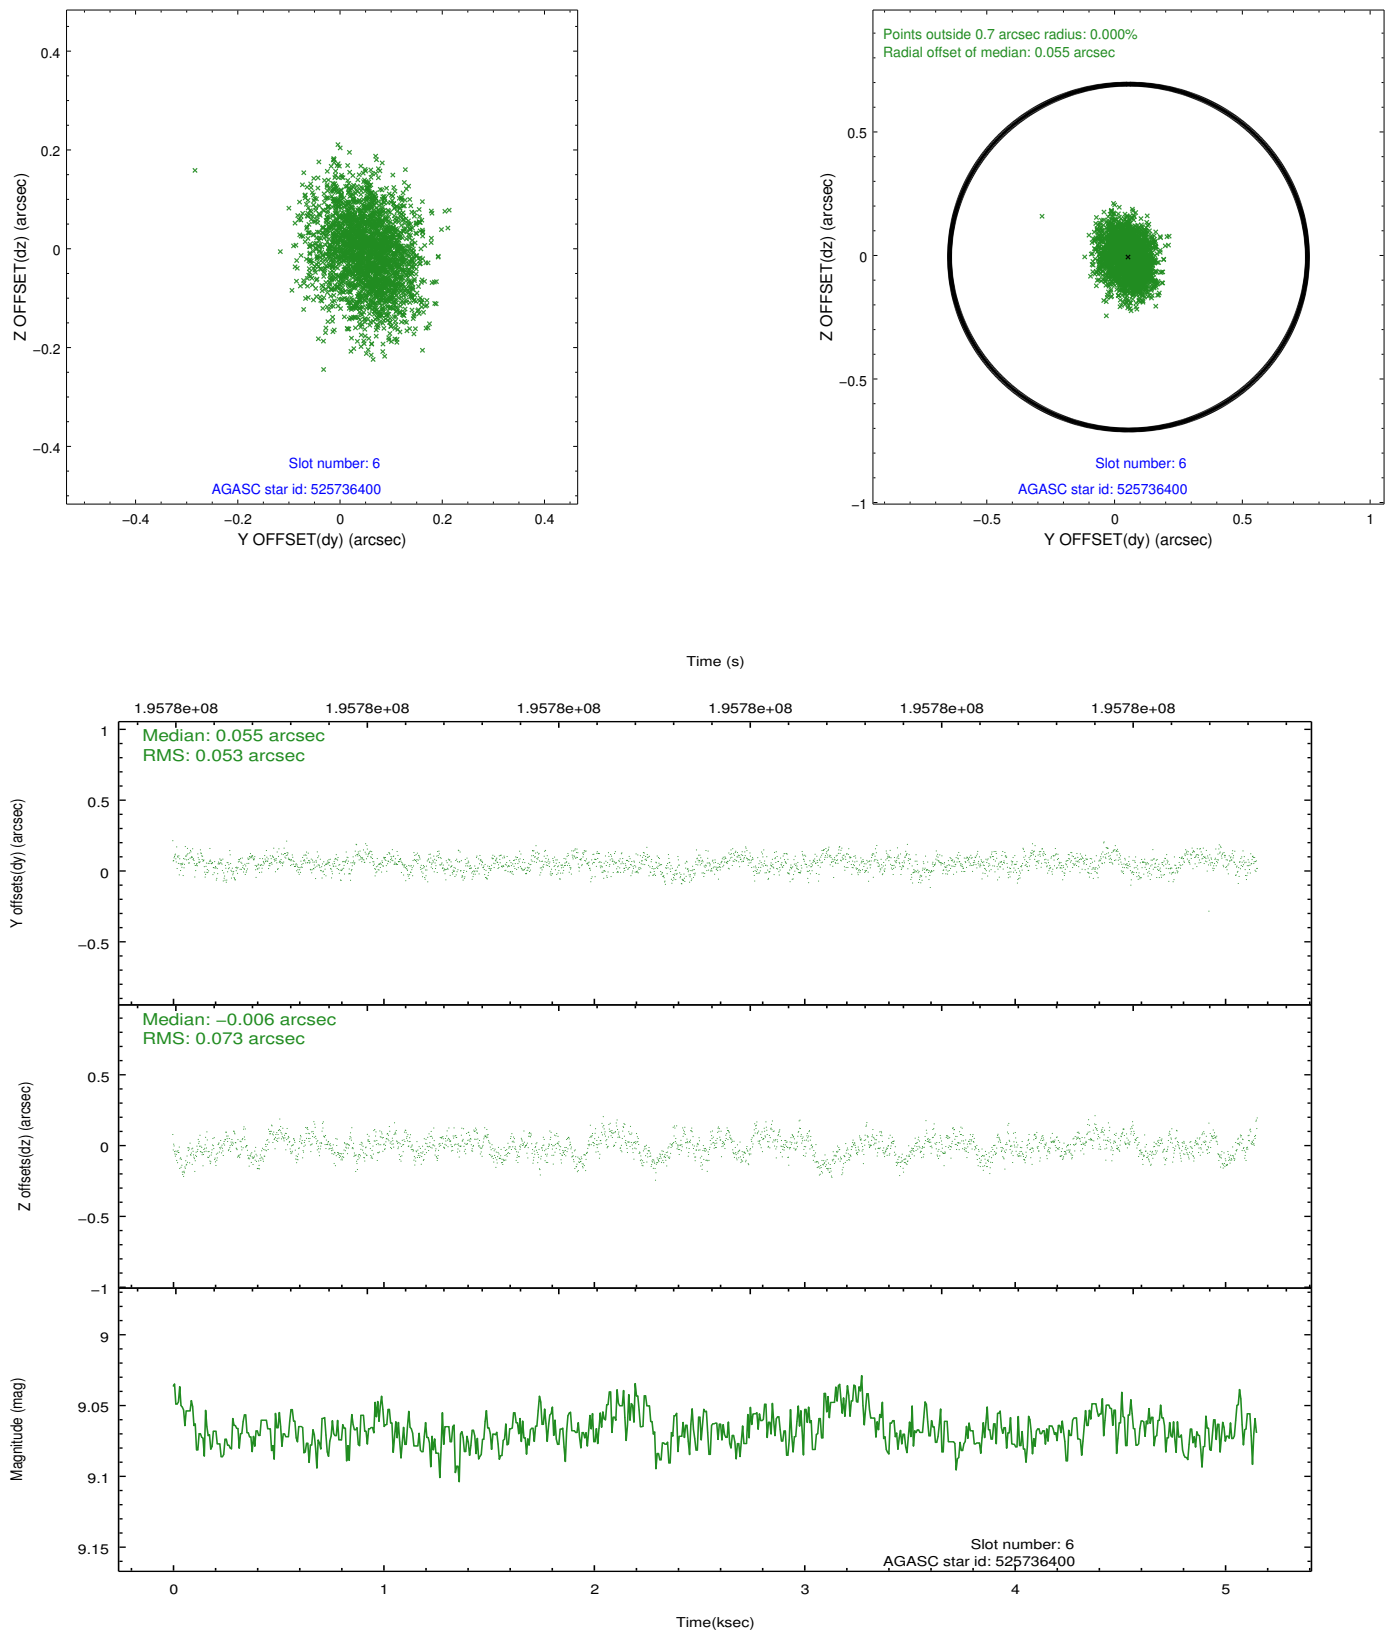 0.4
0.2
0
−0.2
−0.4
Z OFFSET(dz) (arcsec)
Slot number: 6
AGASC star id: 525736400
−0.4
−0.2
0
0.2
0.4
Y OFFSET(dy) (arcsec)
Points outside 0.7 arcsec radius: 0.000%
Radial offset of median: 0.055 arcsec
0.5
0
−0.5
−1
Z OFFSET(dz) (arcsec)
Slot number: 6
AGASC star id: 525736400
−0.5
0
0.5
1
Y OFFSET(dy) (arcsec)
Time (s)
1.9578e+08
1.9578e+08
1.9578e+08
1.9578e+08
1.9578e+08
1.9578e+08
Median: 0.055 arcsec
RMS: 0.053 arcsec
1
0.5
0
−0.5
Y offsets(dy) (arcsec)
Median: −0.006 arcsec
RMS: 0.073 arcsec
0.5
0
−0.5
−1
Z offsets(dz) (arcsec)
9
9.05
9.1
9.15
Magnitude (mag)
Slot number: 6
AGASC star id: 525736400
0
1
2
3
4
5
Time(ksec)